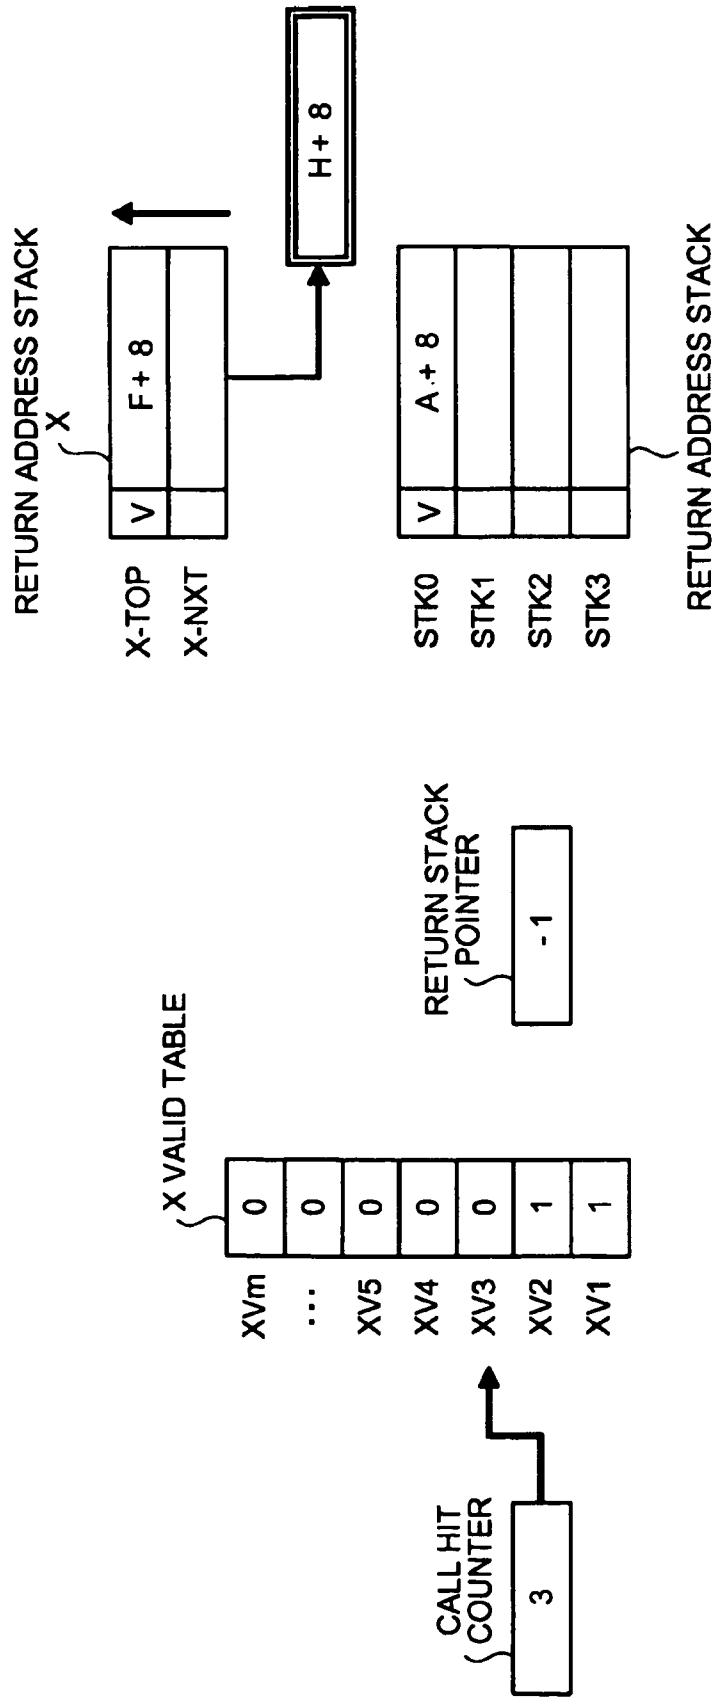 CALL HIT
COUNTER
3
X VALID TABLE
XVm 0
... 0
XV5 0
XV4 0
XV3 0
XV2 1
XV1 1
RETURN STACK
POINTER
- 1
RETURN ADDRESS STACK
X
X-TOP V F + 8
X-NXT
H + 8
STK0 V A + 8
STK1
STK2
STK3
RETURN ADDRESS STACK